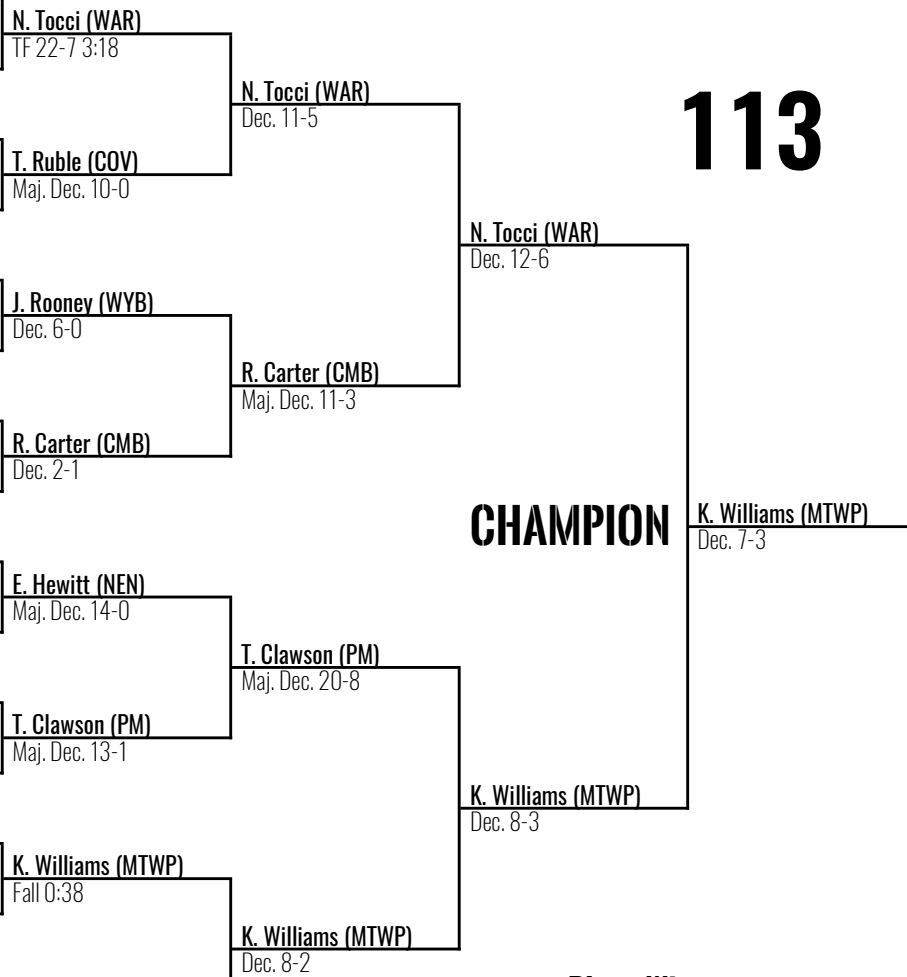 N. Tocci (WAR)
TF 22-7 3:18
N. Tocci (WAR)
Dec. 11-5
113
T. Ruble (COV)
Maj. Dec. 10-0
N. Tocci (WAR)
Dec. 12-6
J. Rooney (WYB)
Dec. 6-0
R. Carter (CMB)
Maj. Dec. 11-3
R. Carter (CMB)
Dec. 2-1
CHAMPION
K. Williams (MTWP)
Dec. 7-3
E. Hewitt (NEN)
Maj. Dec. 14-0
T. Clawson (PM)
Maj. Dec. 20-8
T. Clawson (PM)
Maj. Dec. 13-1
K. Williams (MTWP)
Dec. 8-3
K. Williams (MTWP)
Fall 0:38
K. Williams (MTWP)
Dec. 8-2